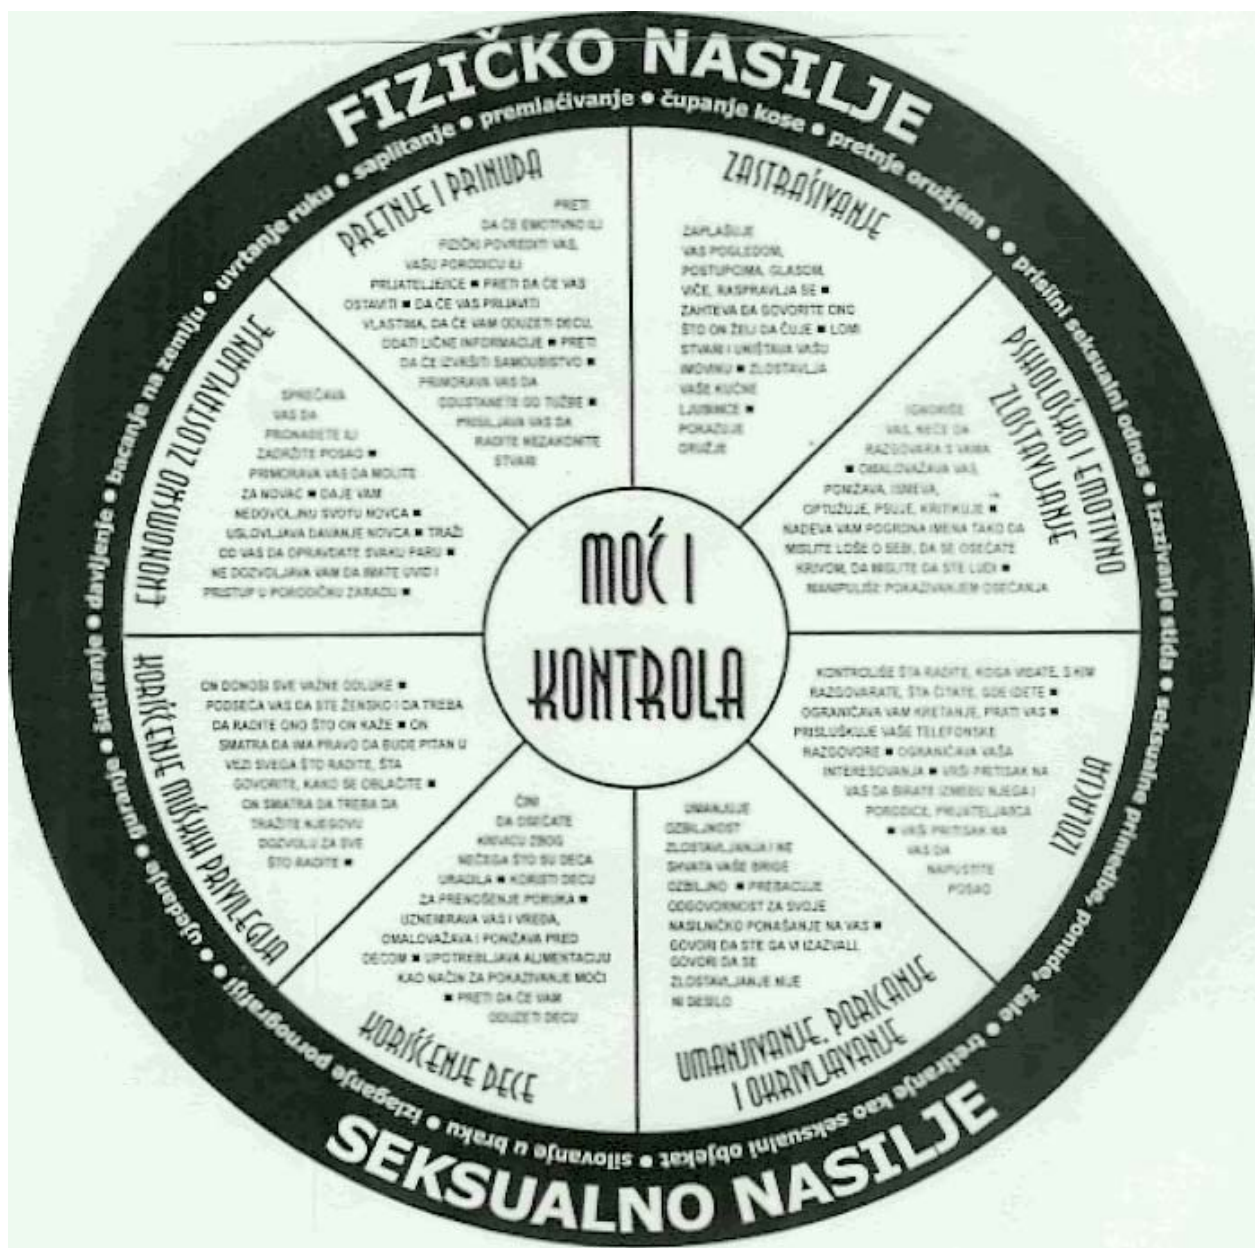 FIZIČKO NASILJE
uvrtanje ruku • saplitanje • premlaćivanje • čupanje kose • pretnje oružjem •
• prisilni seksualni odnos • izazivanje stida • seksualne primedbe, ponude, šale • tretiranje kao seksualni objekat • silovanje u braku • izlaganje pornografiji •
• ujedanje • guranje • šutiranje • davljenje • bacanje na zemlju •
SEKSUALNO NASILJE
MOĆ I
KONTROLA
ZASTRAŠIVANJE
ZAPLAŠUJE
VAS POGLEDOM,
POSTUPCIMA, GLASOM,
VIČE, RASPRAVLJA SE ■
ZAHTEVA DA GOVORITE ONO
ŠTO ON ŽELI DA ČUJE ■ LOMI
STVARI I UNIŠTAVA VAŠU
IMOVINU ■ ZLOSTAVLJA
VAŠE KUĆNE
LJUBIMCE ■
POKAZUJE
ORUŽJE
PSIHOLOŠKO I EMOTIVNO
ZLOSTAVLJANJE
IGNORIŠE
VAS, NEĆE DA
RAZGOVARA S VAMA
■ OMALOVAŽAVA VAS,
PONIZAVA, ISMEVA,
OPTUŽUJE, PSUJE, KRITIKUJE ■
NADEVA VAM POGRDNA IMENA TAKO DA
MISLITE LOŠE O SEBI, DA SE OSEĆATE
KRIVOM, DA MISLITE DA STE LUDI ■
MANIPULIŠE POKAZIVANJEM OSEĆANJA
IZOLACIJA
KONTROLIŠE ŠTA RADITE, KOGA VIĐATE, S KIM
RAZGOVARATE, ŠTA ČITATE, GDE IDETE ■
OGRANIČAVA VAM KRETANJE, PRATI VAS ■
PRISLUŠKUJE VAŠE TELEFONSKE
RAZGOVORE ■ OGRANIČAVA VAŠA
INTERESOVANJA ■ VRŠI PRITISAK NA
VAS DA BIRATE IZMEĐU NJEGA I
PORODICE, PRIJATELJA/ICA
■ VRŠI PRITISAK NA
VAS DA
NAPUSTITE
POSAO
UMANJIVANJE, PORICANJE
I OKRIVLJAVANJE
UMANJUJE
OZBILJNOST
ZLOSTAVLJANJA I NE
SHVATA VAŠE BRIGE
OZBILJNO ■ PREBACUJE
ODGOVORNOST ZA SVOJE
NASILNIČKO PONAŠANJE NA VAS ■
GOVORI DA STE GA VI IZAZVALI,
GOVORI DA SE
ZLOSTAVLJANJE NIJE
NI DESILO
KORIŠĆENJE DECE
ČINI
DA OSEĆATE
KRIVICU ZBOG
NEČEGA ŠTO SU DECA
URADILA ■ KORISTI DECU
ZA PRENOŠENJE PORUKA ■
UZNEMIRAVA VAS I VREĐA,
OMALOVAŽAVA I PONIZAVA PRED
DECOM ■ UPOTREBLJAVA ALIMENTACIJU
KAO NAČIN ZA POKAZIVANJE MOĆI
■ PRETI DA ĆE VAM
ODUZETI DECU
KORIŠĆENJE MUŠKIH PRIVILEGIJA
ON DONOSI SVE VAŽNE ODLUKE ■
PODSEĆA VAS DA STE ŽENSKO I DA TREBA
DA RADITE ONO ŠTO ON KAŽE ■ ON
SMATRA DA IMA PRAVO DA BUDE PITAN U
VEZI SVEGA ŠTO RADITE, ŠTA
GOVORITE, KAKO SE OBLAČITE ■
ON SMATRA DA TREBA DA
TRAŽITE NJEGOVU
DOZVOLU ZA SVE
ŠTO RADITE ■
EKONOMSKO ZLOSTAVLJANJE
SPREČAVA
VAS DA
PRONAĐETE ILI
ZADRŽITE POSAO ■
PRIMORAVA VAS DA MOLITE
ZA NOVAC ■ DAJE VAM
NEDOVOLJNU SVOTU NOVCA ■
USLOVLJAVA DAVANJE NOVCA ■ TRAŽI
OD VAS DA OPRAVDATE SVAKU PARU ■
NE DOZVOLJAVA VAM DA IMATE UVID I
PRISTUP U PORODIČNU ZARADU ■
PRETNJE I PRINUDA
PRETI
DA ĆE EMOTIVNO ILI
FIZIČKI POVREDITI VAS,
VAŠU PORODICU ILI
PRIJATELJE/ICE ■ PRETI DA ĆE VAS
OSTAVITI ■ DA ĆE VAS PRIJAVITI
VLASTIMA, DA ĆE VAM ODUZETI DECU,
ODATI LIČNE INFORMACIJE ■ PRETI
DA ĆE IZVRŠITI SAMOUBISTVO ■
PRIMORAVA VAS DA
ODUSTANETE OD TUŽBE ■
PRISILJAVA VAS DA
RADITE NEZAKONITE
STVARI